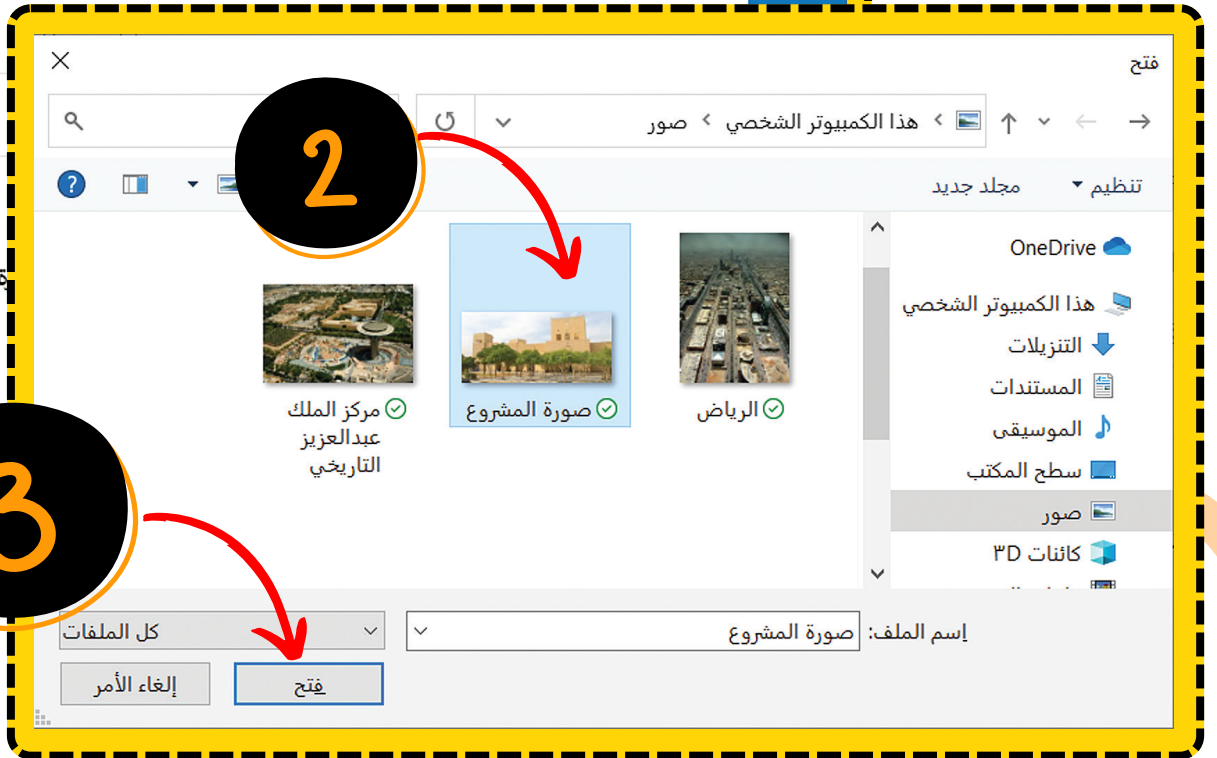 فتح
هذا الكمبيوتر الشخصي > صور
تنظيم
مجلد جديد
2
OneDrive
هذا الكمبيوتر الشخصي
التنزيلات
المستندات
الموسيقى
سطح المكتب
صور
كائنات ٣D
الرياض
صورة المشروع
مركز الملك
عبدالعزيز
التاريخي
3
إسم الملف: صورة المشروع
كل الملفات
فتح
إلغاء الأمر